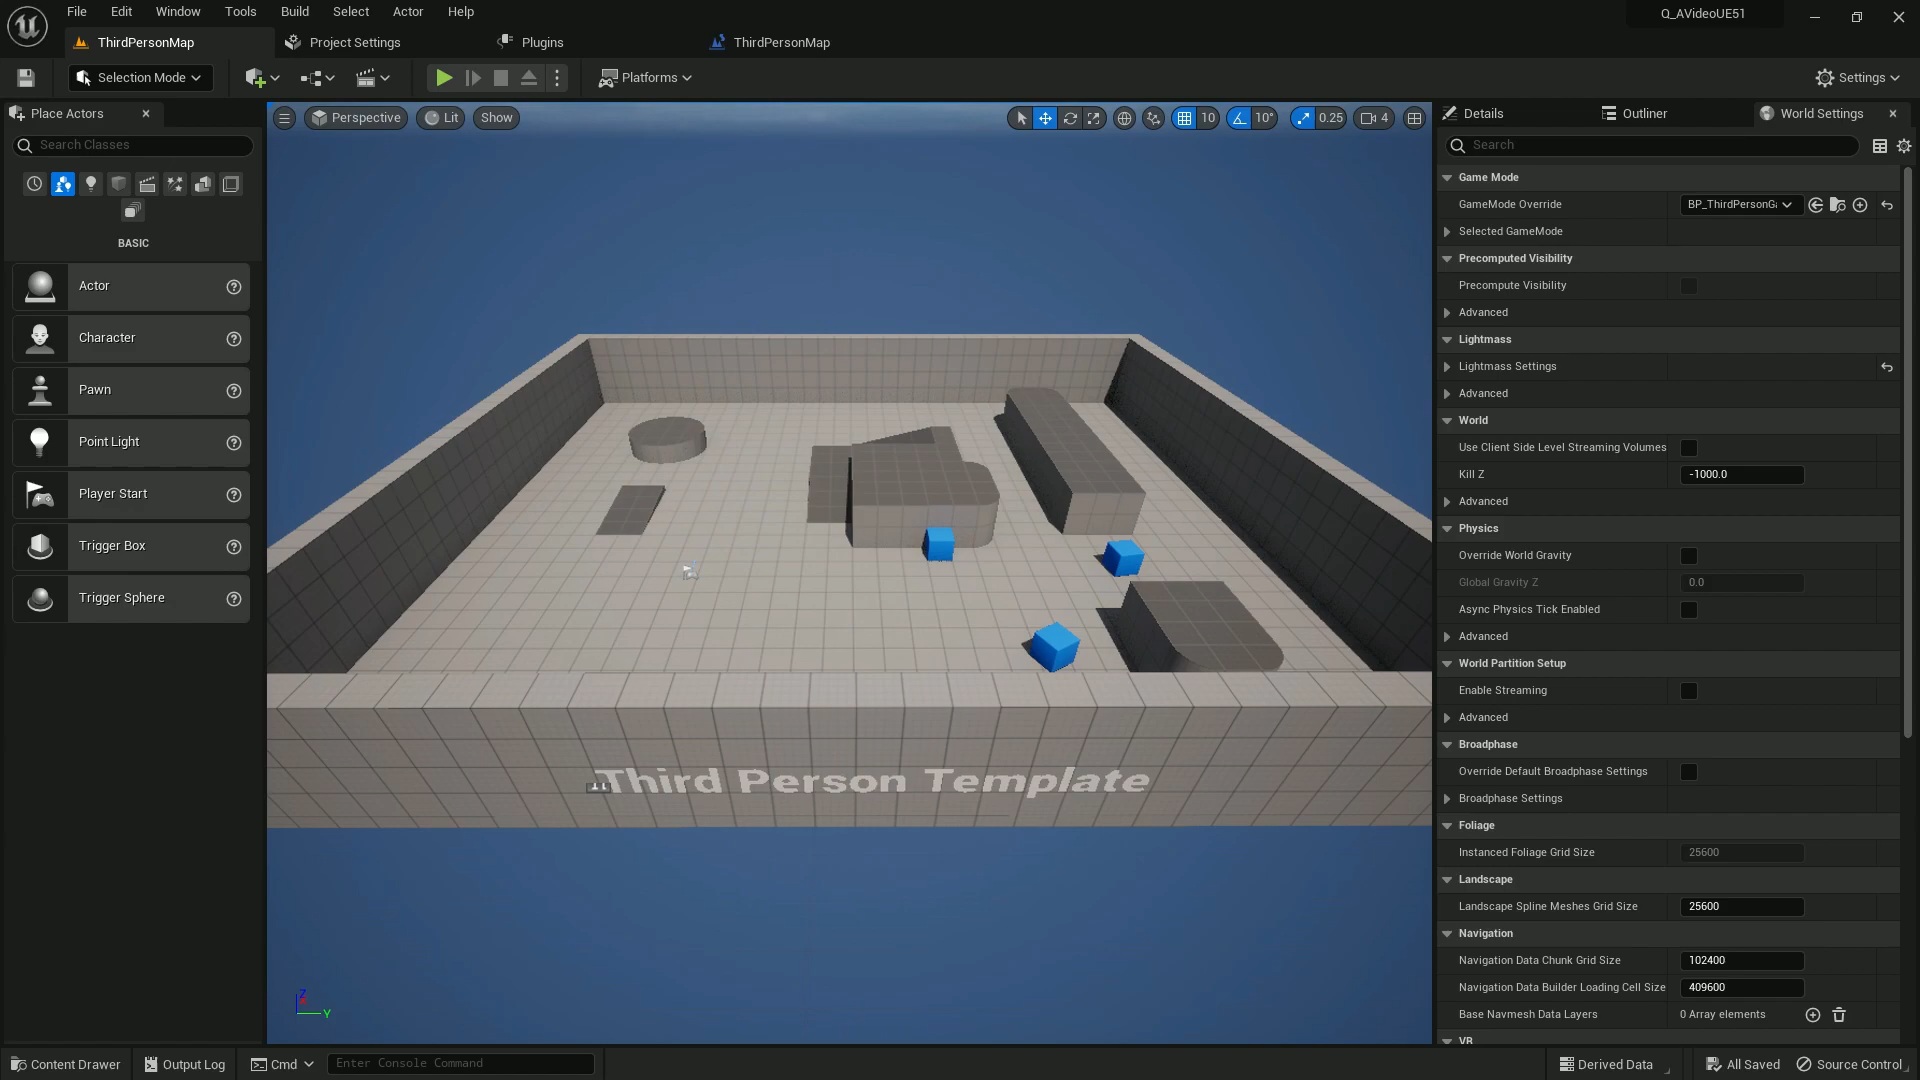 File Edit Window Tools Build Select Actor Help
Q_AVideoUE51
ThirdPersonMap
Project Settings
Plugins
ThirdPersonMap
Selection Mode
Platforms
Settings
Place Actors
Search Classes
BASIC
Actor
Character
Pawn
Point Light
Player Start
Trigger Box
Trigger Sphere
Perspective
Lit
Show
10
10°
0.25
4
Third Person Template
Z
Y
Details
Outliner
World Settings
Search
Game Mode
GameMode Override BP_ThirdPersonGa
Selected GameMode
Precomputed Visibility
Precompute Visibility
Advanced
Lightmass
Lightmass Settings
Advanced
World
Use Client Side Level Streaming Volumes
Kill Z -1000.0
Advanced
Physics
Override World Gravity
Global Gravity Z 0.0
Async Physics Tick Enabled
Advanced
World Partition Setup
Enable Streaming
Advanced
Broadphase
Override Default Broadphase Settings
Broadphase Settings
Foliage
Instanced Foliage Grid Size 25600
Landscape
Landscape Spline Meshes Grid Size 25600
Navigation
Navigation Data Chunk Grid Size 102400
Navigation Data Builder Loading Cell Size 409600
Base Navmesh Data Layers 0 Array elements
VR
Content Drawer
Output Log
Cmd
Enter Console Command
Derived Data
All Saved
Source Control